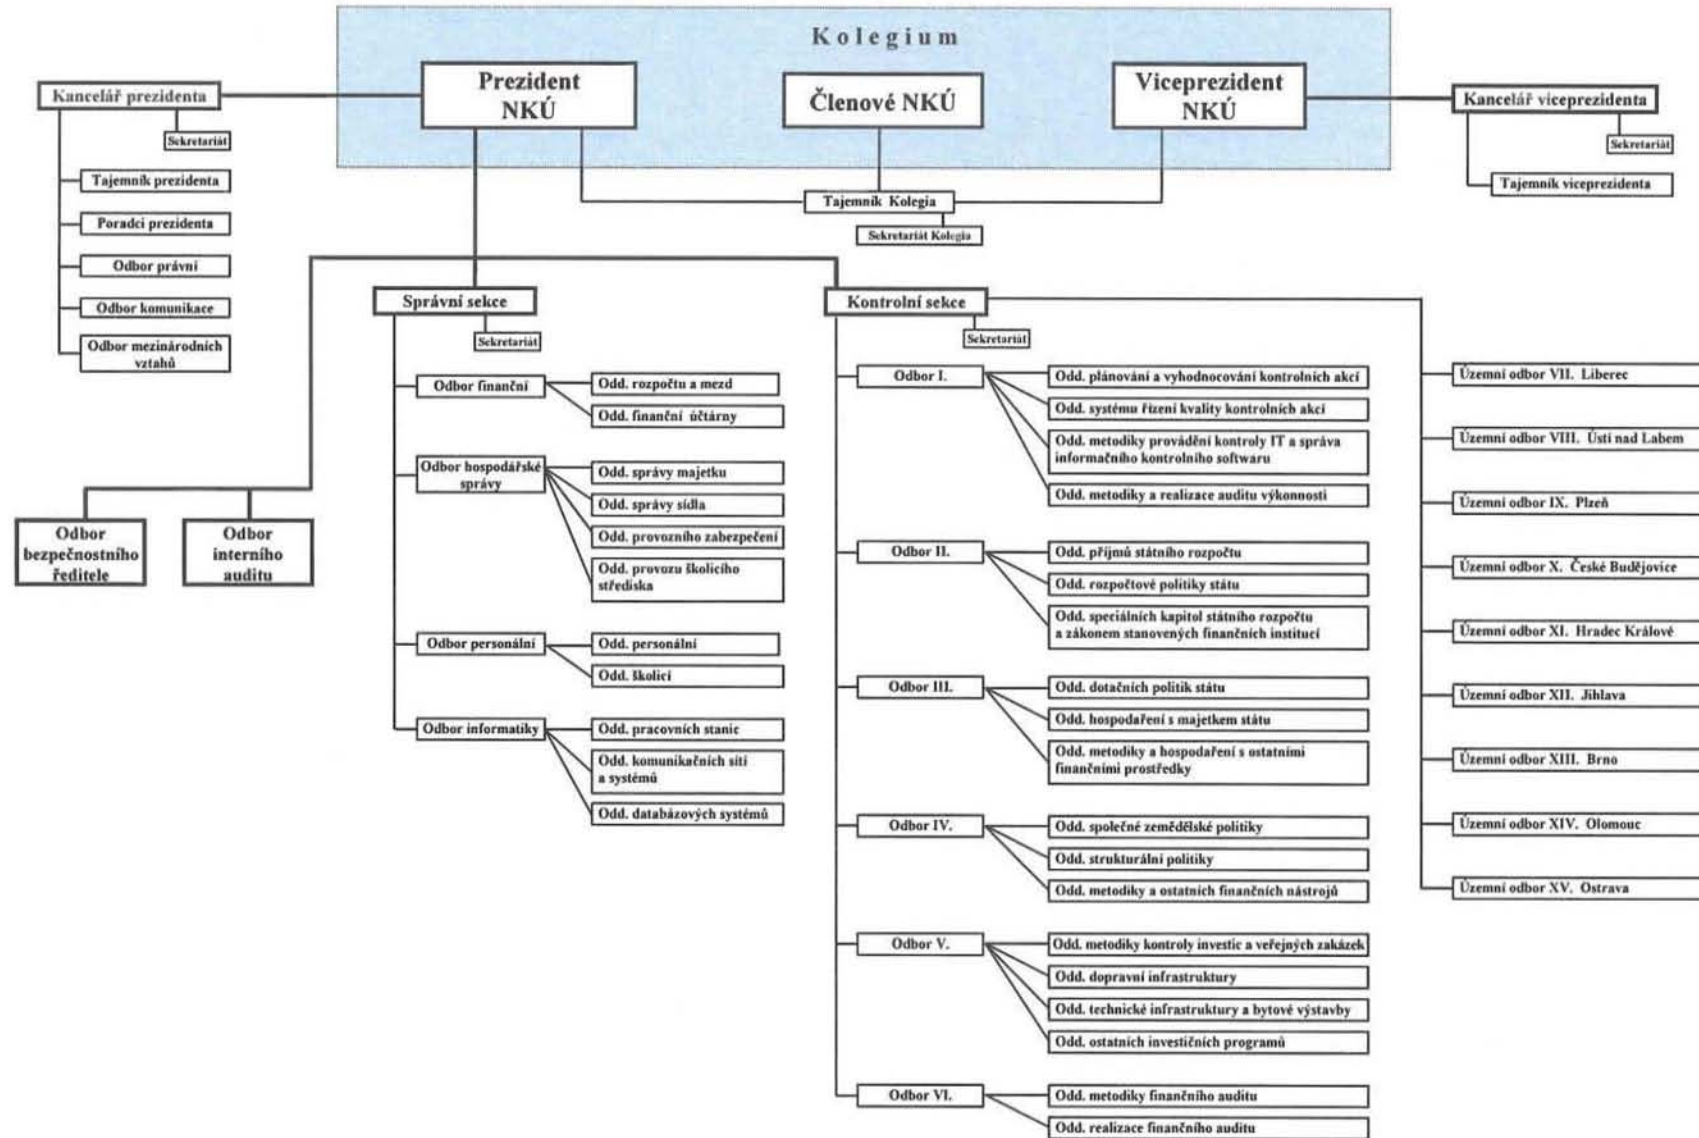 Kolegium
Prezident
NKÚ
Členové NKÚ
Viceprezident
NKÚ
Kancelář prezidenta
Sekretariát
Tajemník prezidenta
Poradci prezidenta
Odbor právní
Odbor komunikace
Odbor mezinárodních
vztahů
Kancelář viceprezidenta
Sekretariát
Tajemník viceprezidenta
Tajemník Kolegia
Sekretariát Kolegia
Odbor
bezpečnostního
ředitele
Odbor
interního
auditu
Správní sekce
Sekretariát
Odbor finanční
Odd. rozpočtu a mezd
Odd. finanční účtárny
Odbor hospodářské
správy
Odd. správy majetku
Odd. správy sídla
Odd. provozního zabezpečení
Odd. provozu školicího
střediska
Odbor personální
Odd. personální
Odd. školicí
Odbor informatiky
Odd. pracovních stanic
Odd. komunikačních sítí
a systémů
Odd. databázových systémů
Kontrolní sekce
Sekretariát
Odbor I.
Odd. plánování a vyhodnocování kontrolních akcí
Odd. systému řízení kvality kontrolních akcí
Odd. metodiky provádění kontroly IT a správa
informačního kontrolního softwaru
Odd. metodiky a realizace auditu výkonnosti
Odbor II.
Odd. příjmů státního rozpočtu
Odd. rozpočtové politiky státu
Odd. speciálních kapitol státního rozpočtu
a zákonem stanovených finančních institucí
Odbor III.
Odd. dotačních politik státu
Odd. hospodaření s majetkem státu
Odd. metodiky a hospodaření s ostatními
finančními prostředky
Odbor IV.
Odd. společné zemědělské politiky
Odd. strukturální politiky
Odd. metodiky a ostatních finančních nástrojů
Odbor V.
Odd. metodiky kontroly investic a veřejných zakázek
Odd. dopravní infrastruktury
Odd. technické infrastruktury a bytové výstavby
Odd. ostatních investičních programů
Odbor VI.
Odd. metodiky finančního auditu
Odd. realizace finančního auditu
Územní odbor VII. Liberec
Územní odbor VIII. Ústí nad Labem
Územní odbor IX. Plzeň
Územní odbor X. České Budějovice
Územní odbor XI. Hradec Králové
Územní odbor XII. Jihlava
Územní odbor XIII. Brno
Územní odbor XIV. Olomouc
Územní odbor XV. Ostrava